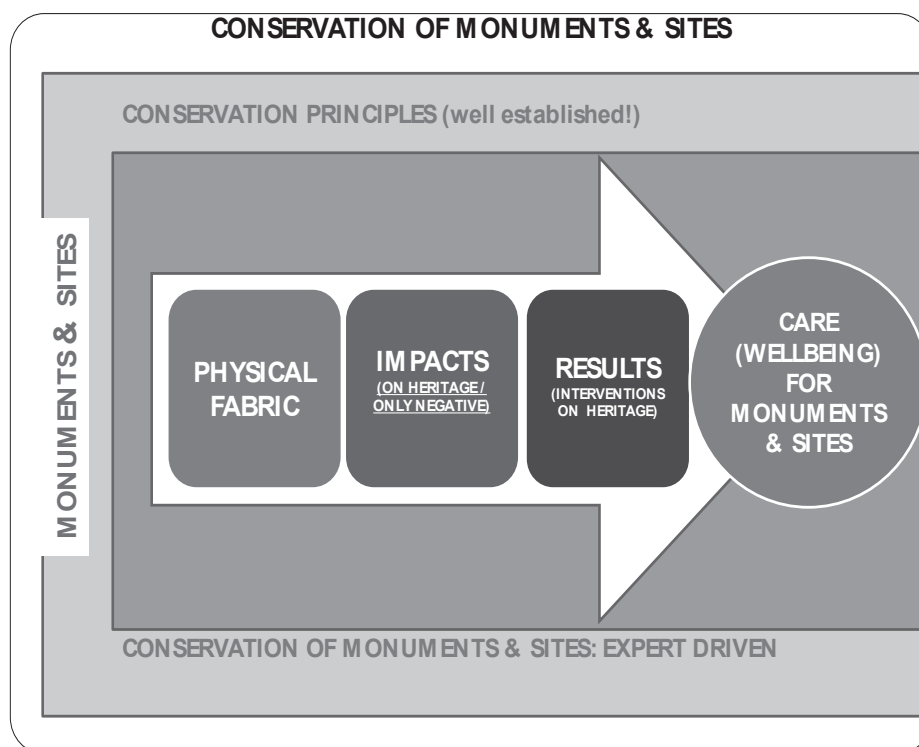 CONSERVATION OF MONUMENTS & SITES
CONSERVATION PRINCIPLES (well established!)
MONUMENTS & SITES
PHYSICAL
FABRIC
IMPACTS
(ON HERITAGE/
ONLY NEGATIVE)
RESULTS
(INTERVENTIONS
ON HERITAGE)
CARE
(WELLBEING)
FOR
MONUMENTS
& SITES
CONSERVATION OF MONUMENTS & SITES: EXPERT DRIVEN